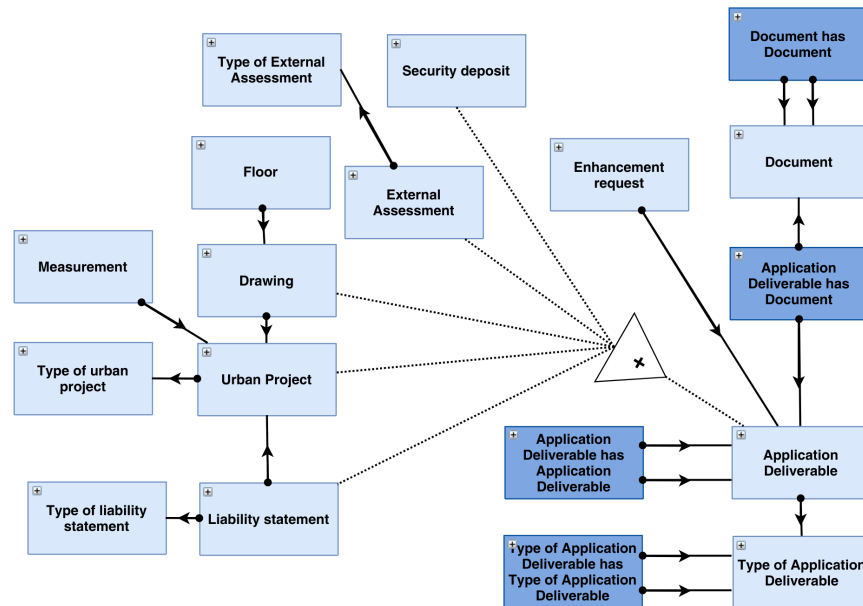 Document has
Document
Type of External
Assessment
Security deposit
Floor
External
Assessment
Enhancement
request
Document
Measurement
Drawing
Application
Deliverable has
Document
Type of urban
project
Urban Project
Application
Deliverable has
Application
Deliverable
Application
Deliverable
Type of liability
statement
Liability statement
Type of Application
Deliverable has
Type of Application
Deliverable
Type of Application
Deliverable